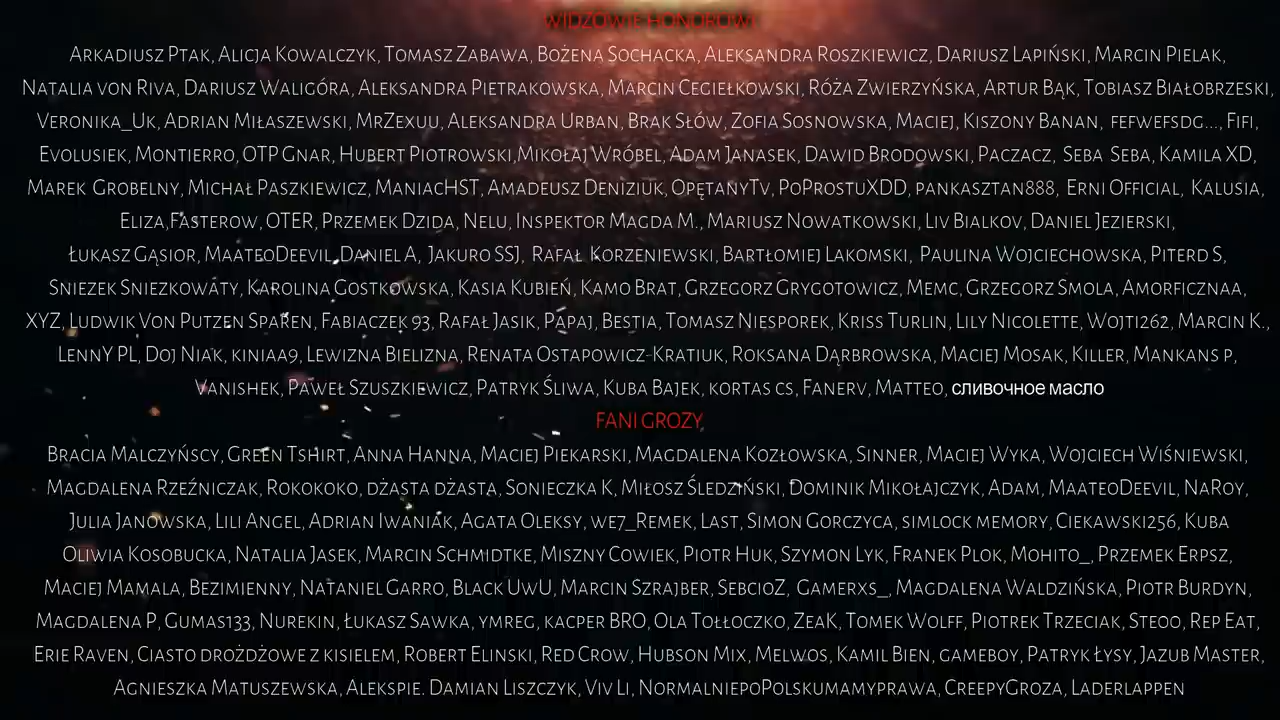 WIDZOWIE HONOROWI
Arkadiusz Ptak, Alicja Kowalczyk, Tomasz Zabawa, Bożena Sochacka, Aleksandra Roszkiewicz, Dariusz Lapiński, Marcin Pielak,
Natalia von Riva, Dariusz Waligóra, Aleksandra Pietrakowska, Marcin Cegiełkowski, Róża Zwierzyńska, Artur Bąk, Tobiasz Białobrzeski,
Veronika_Uk, Adrian Miłaszewski, MrZexuu, Aleksandra Urban, Brak Słów, Zofia Sosnowska, Maciej, Kiszony Banan, fefwefsdg..., Fifi,
Evolusiek, Montierro, OTP Gnar, Hubert Piotrowski, Mikołaj Wróbel, Adam Janasek, Dawid Brodowski, Paczacz, Seba Seba, Kamila XD,
Marek Grobelny, Michał Paszkiewicz, ManiacHST, Amadeusz Deniziuk, OpętanyTv, PoProstuXDD, pankasztan888, Erni Official, Kalusia,
Eliza, Fasterow, OTER, Przemek Dzida, Nelu, Inspektor Magda M., Mariusz Nowatkowski, Liv Bialkov, Daniel Jezierski,
Łukasz Gąsior, MaateoDeevil, Daniel A, Jakuro SSJ, Rafał Korzeniewski, Bartłomiej Lakomski, Paulina Wojciechowska, Piterd S,
Sniezek Sniezkowaty, Karolina Gostkowska, Kasia Kubień, Kamo Brat, Grzegorz Grygotowicz, Memc, Grzegorz Smola, Amorficznaa,
XYZ, Ludwik Von Putzen Sparen, Fabiaczek 93, Rafał Jasik, Papaj, Bestia, Tomasz Niesporek, Kriss Turlin, Lily Nicolette, Wojti262, Marcin K.,
LennY PL, Doj Niak, kiniaa9, Lewizna Bielizna, Renata Ostapowicz-Kratiuk, Roksana Dąrbrowska, Maciej Mosak, Killer, Mankans p,
Vanishek, Paweł Szuszkiewicz, Patryk Śliwa, Kuba Bajek, kortas cs, Fanerv, Matteo, сливочное масло
FANI GROZY
Bracia Malczyńscy, Green Tshirt, Anna Hanna, Maciej Piekarski, Magdalena Kozłowska, Sinner, Maciej Wyka, Wojciech Wiśniewski,
Magdalena Rzeźniczak, Rokokoko, dżasta dżasta, Sonieczka K, Miłosz Śledziński, Dominik Mikołajczyk, Adam, MaateoDeevil, NaRoy,
Julia Janowska, Lili Angel, Adrian Iwaniak, Agata Oleksy, we7_Remek, Last, Simon Gorczyca, simlock memory, Ciekawski256, Kuba
Oliwia Kosobucka, Natalia Jasek, Marcin Schmidtke, Miszny Cowiek, Piotr Huk, Szymon Lyk, Franek Plok, Mohito_, Przemek Erpsz,
Maciej Mamala, Bezimienny, Nataniel Garro, Black UwU, Marcin Szrajber, SebcioZ, Gamerxs_, Magdalena Waldzińska, Piotr Burdyn,
Magdalena P, Gumas133, Nurekin, Łukasz Sawka, ymreg, kacper BRO, Ola Tołłoczko, ZeaK, Tomek Wolff, Piotrek Trzeciak, Steoo, Rep Eat,
Erie Raven, Ciasto drożdżowe z kisielem, Robert Elinski, Red Crow, Hubson Mix, Melwos, Kamil Bien, gameboy, Patryk Łysy, Jazub Master,
Agnieszka Matuszewska, Alekspie. Damian Liszczyk, Viv Li, NormalniepoPolskumamyprawa, CreepyGroza, Laderlappen